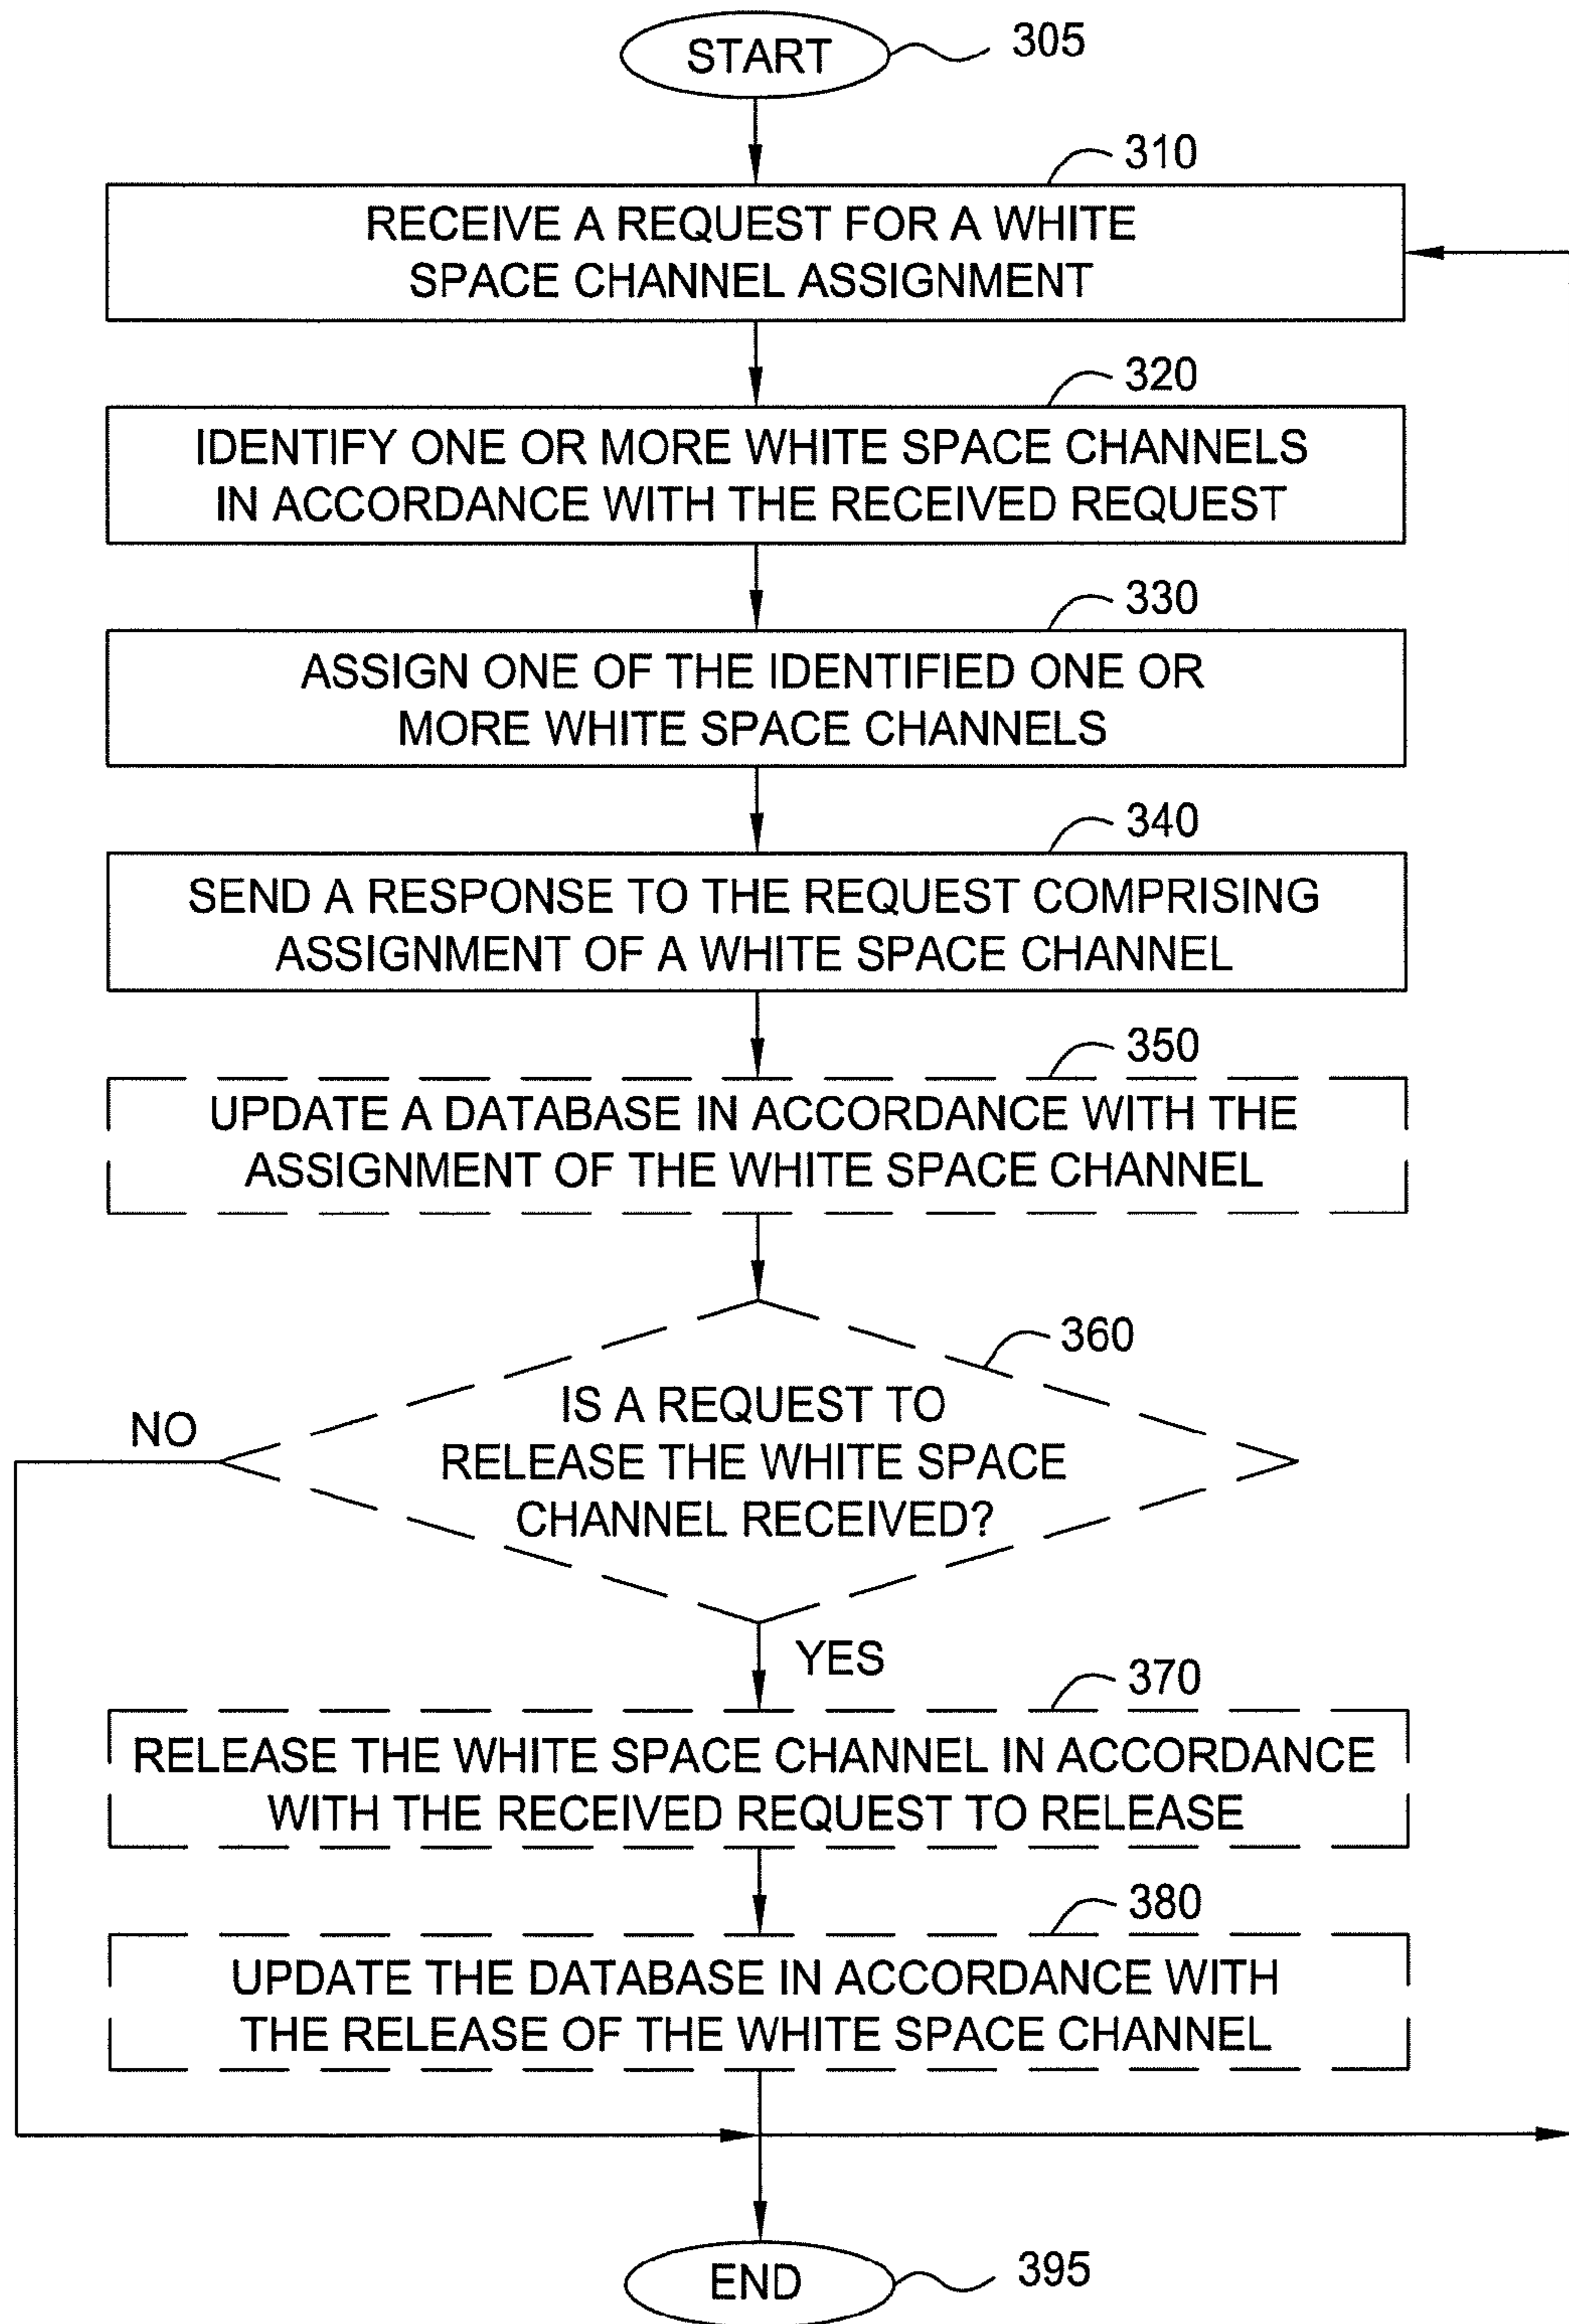 START
305
310
RECEIVE A REQUEST FOR A WHITE
SPACE CHANNEL ASSIGNMENT
320
IDENTIFY ONE OR MORE WHITE SPACE CHANNELS
IN ACCORDANCE WITH THE RECEIVED REQUEST
330
ASSIGN ONE OF THE IDENTIFIED ONE OR
MORE WHITE SPACE CHANNELS
340
SEND A RESPONSE TO THE REQUEST COMPRISING
ASSIGNMENT OF A WHITE SPACE CHANNEL
350
UPDATE A DATABASE IN ACCORDANCE WITH THE
ASSIGNMENT OF THE WHITE SPACE CHANNEL
360
IS A REQUEST TO
RELEASE THE WHITE SPACE
CHANNEL RECEIVED?
NO
YES
370
RELEASE THE WHITE SPACE CHANNEL IN ACCORDANCE
WITH THE RECEIVED REQUEST TO RELEASE
380
UPDATE THE DATABASE IN ACCORDANCE WITH
THE RELEASE OF THE WHITE SPACE CHANNEL
END
395